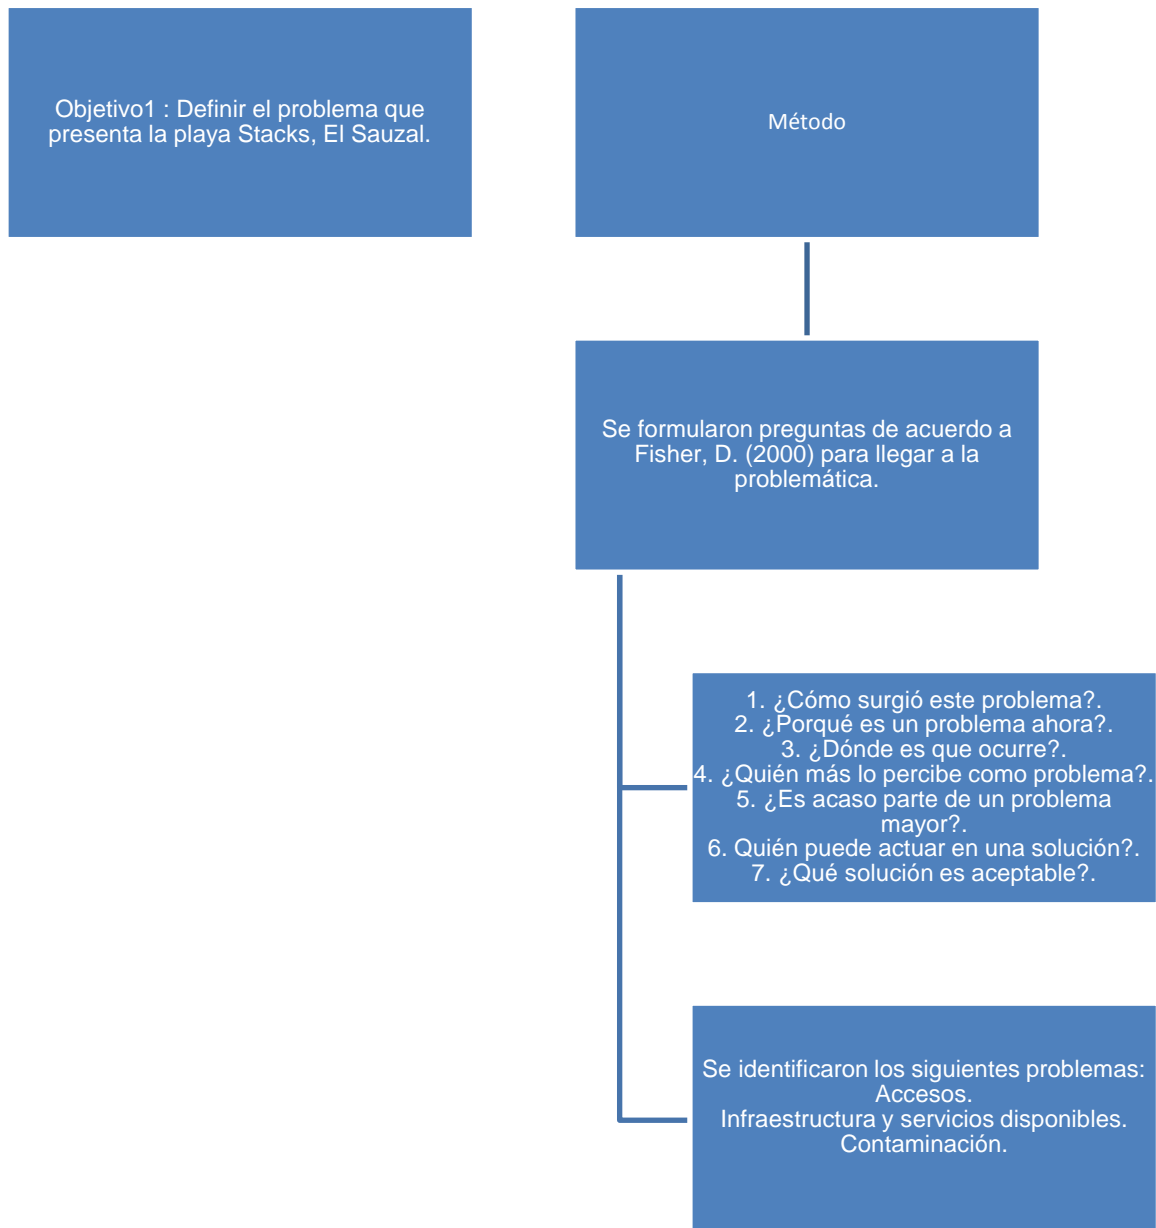 Objetivo1 : Definir el problema que
presenta la playa Stacks, El Sauzal.
Método
Se formularon preguntas de acuerdo a
Fisher, D. (2000) para llegar a la
problemática.
1. ¿Cómo surgió este problema?.
2. ¿Porqué es un problema ahora?.
3. ¿Dónde es que ocurre?.
4. ¿Quién más lo percibe como problema?.
5. ¿Es acaso parte de un problema
mayor?.
6. Quién puede actuar en una solución?.
7. ¿Qué solución es aceptable?.
Se identificaron los siguientes problemas:
Accesos.
Infraestructura y servicios disponibles.
Contaminación.